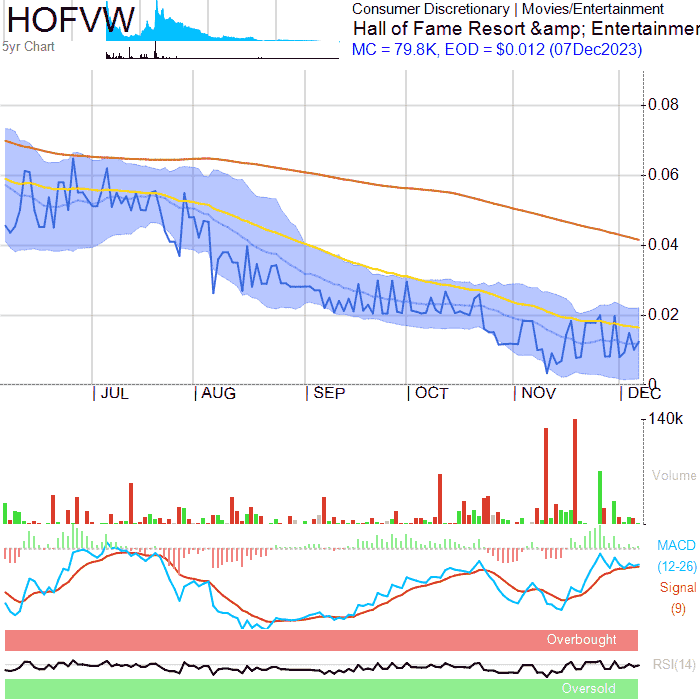 HOFVW
5yr Chart
Consumer Discretionary | Movies/Entertainment
Hall of Fame Resort &amp; Entertainmen
MC = 79.8K, EOD = $0.012 (07Dec2023)
0.08
0.06
0.04
0.02
0
JUL AUG SEP OCT NOV DEC
140k
Volume
MACD
(12-26)
Signal
(9)
Overbought
RSI(14)
Oversold